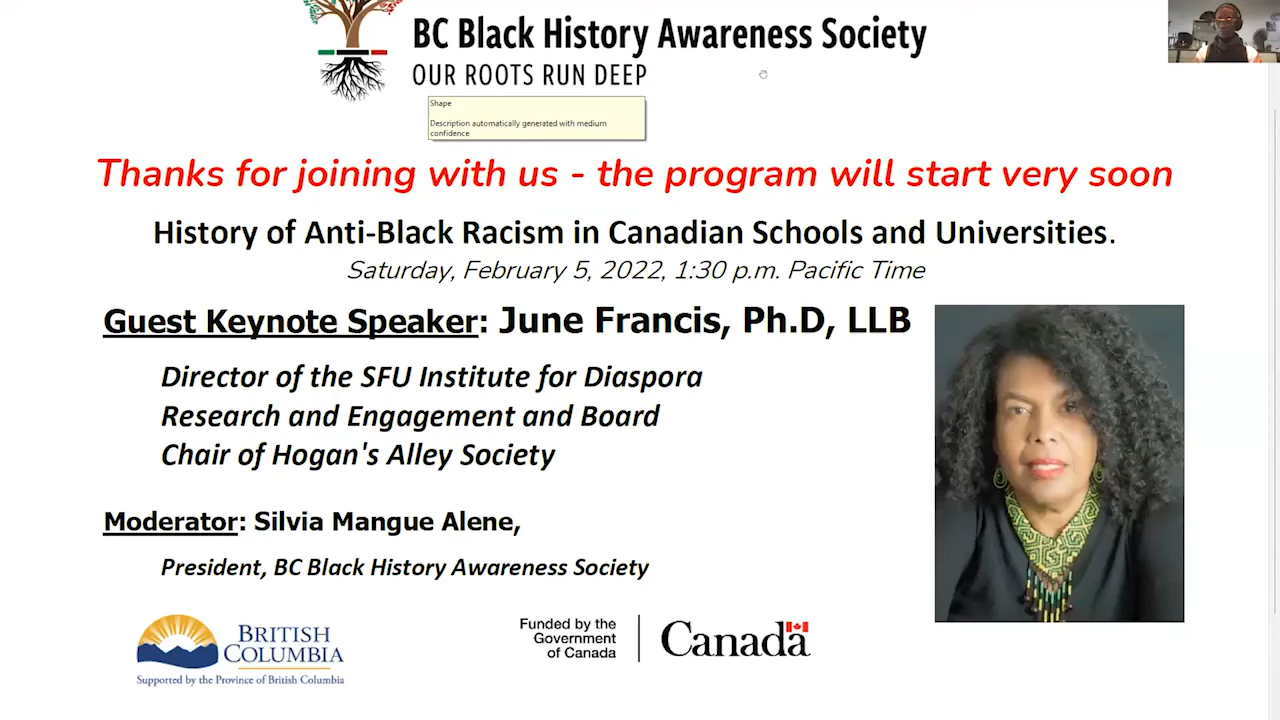 BC Black History Awareness Society
OUR ROOTS RUN DEEP
Shape
Description automatically generated with medium
confidence
Thanks for joining with us - the program will start very soon
History of Anti-Black Racism in Canadian Schools and Universities.
Saturday, February 5, 2022, 1:30 p.m. Pacific Time
Guest Keynote Speaker: June Francis, Ph.D, LLB
Director of the SFU Institute for Diaspora
Research and Engagement and Board
Chair of Hogan's Alley Society
Moderator: Silvia Mangue Alene,
President, BC Black History Awareness Society
BRITISH
COLUMBIA
Supported by the Province of British Columbia
Funded by the
Government
of Canada
Canada